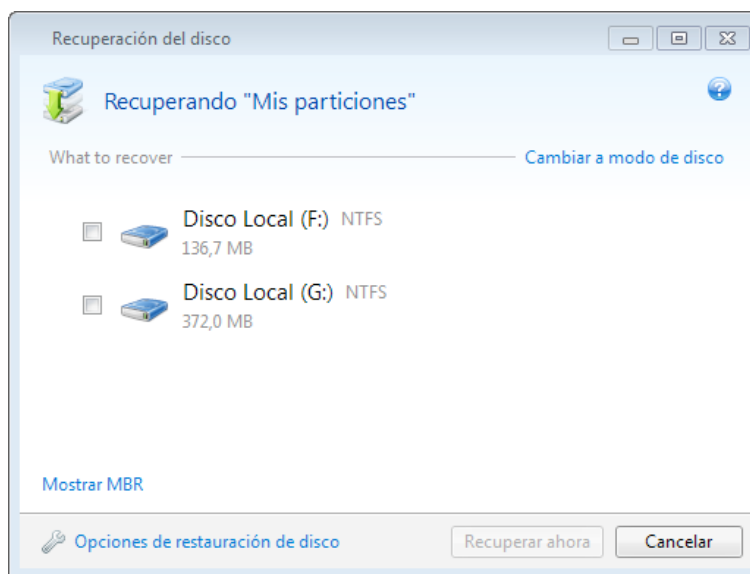 Recuperación del disco
Recuperando "Mis particiones"
What to recover Cambiar a modo de disco
Disco Local (F:) NTFS
136,7 MB
Disco Local (G:) NTFS
372,0 MB
Mostrar MBR
Opciones de restauración de disco Recuperar ahora Cancelar